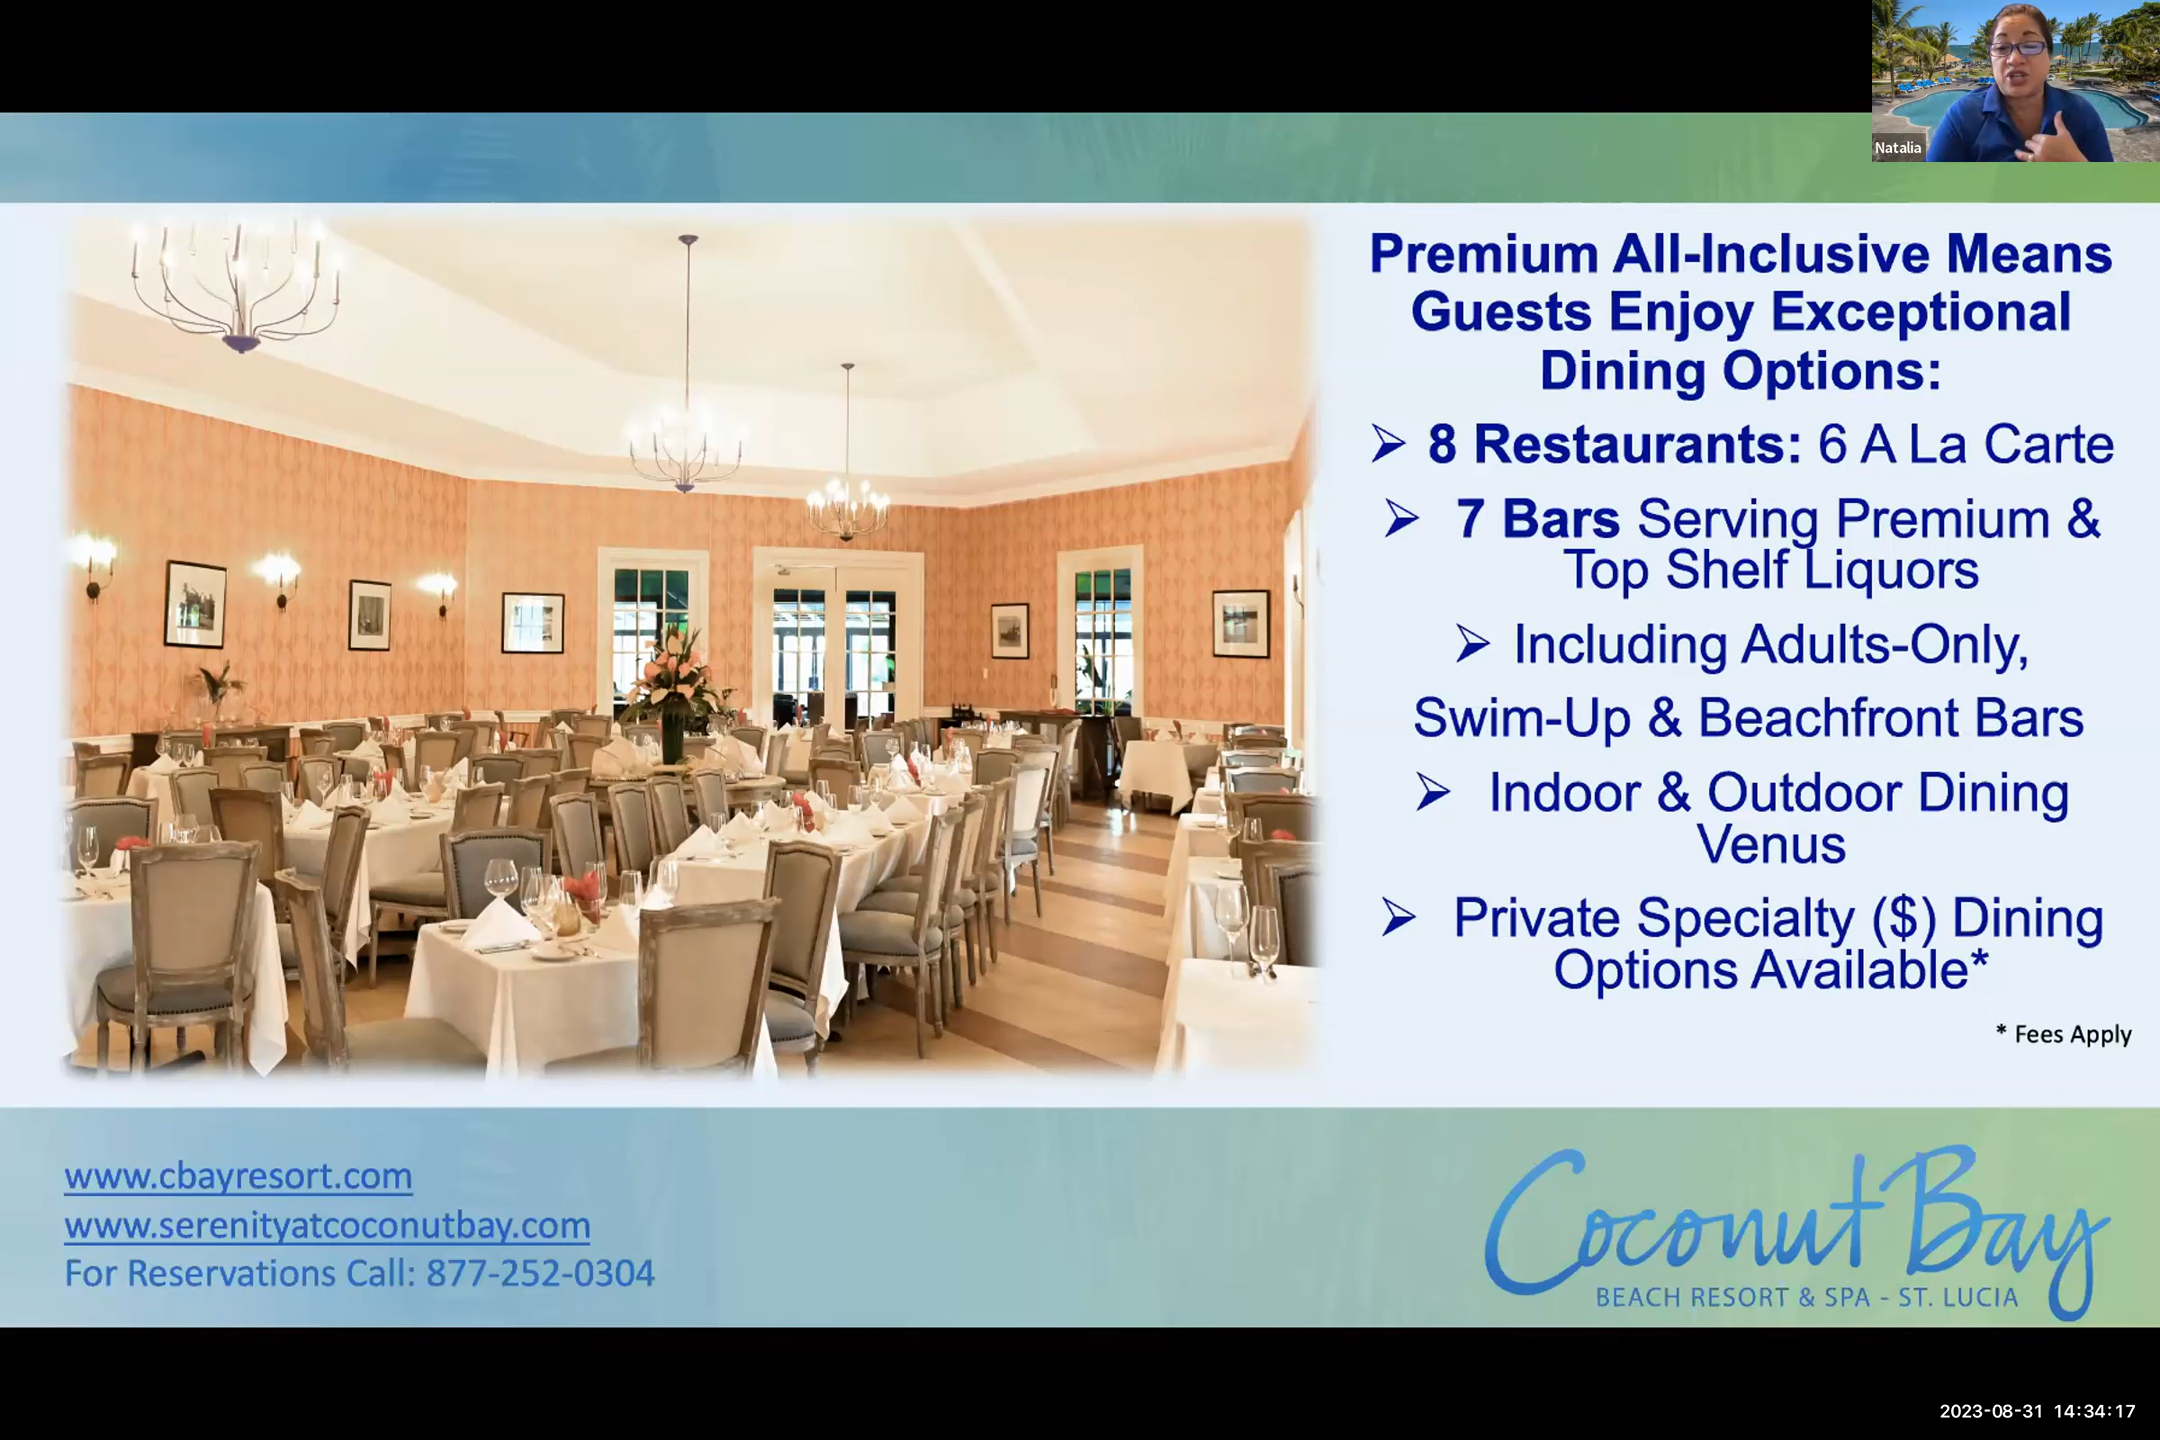 Natalia
Premium All-Inclusive Means
Guests Enjoy Exceptional
Dining Options:
➢ 8 Restaurants: 6 A La Carte
➢ 7 Bars Serving Premium &
Top Shelf Liquors
➢ Including Adults-Only,
Swim-Up & Beachfront Bars
➢ Indoor & Outdoor Dining
Venus
➢ Private Specialty ($) Dining
Options Available*
* Fees Apply
www.cbayresort.com
www.serenityatcoconutbay.com
For Reservations Call: 877-252-0304
Coconut Bay
BEACH RESORT & SPA - ST. LUCIA
2023-08-31 14:34:17